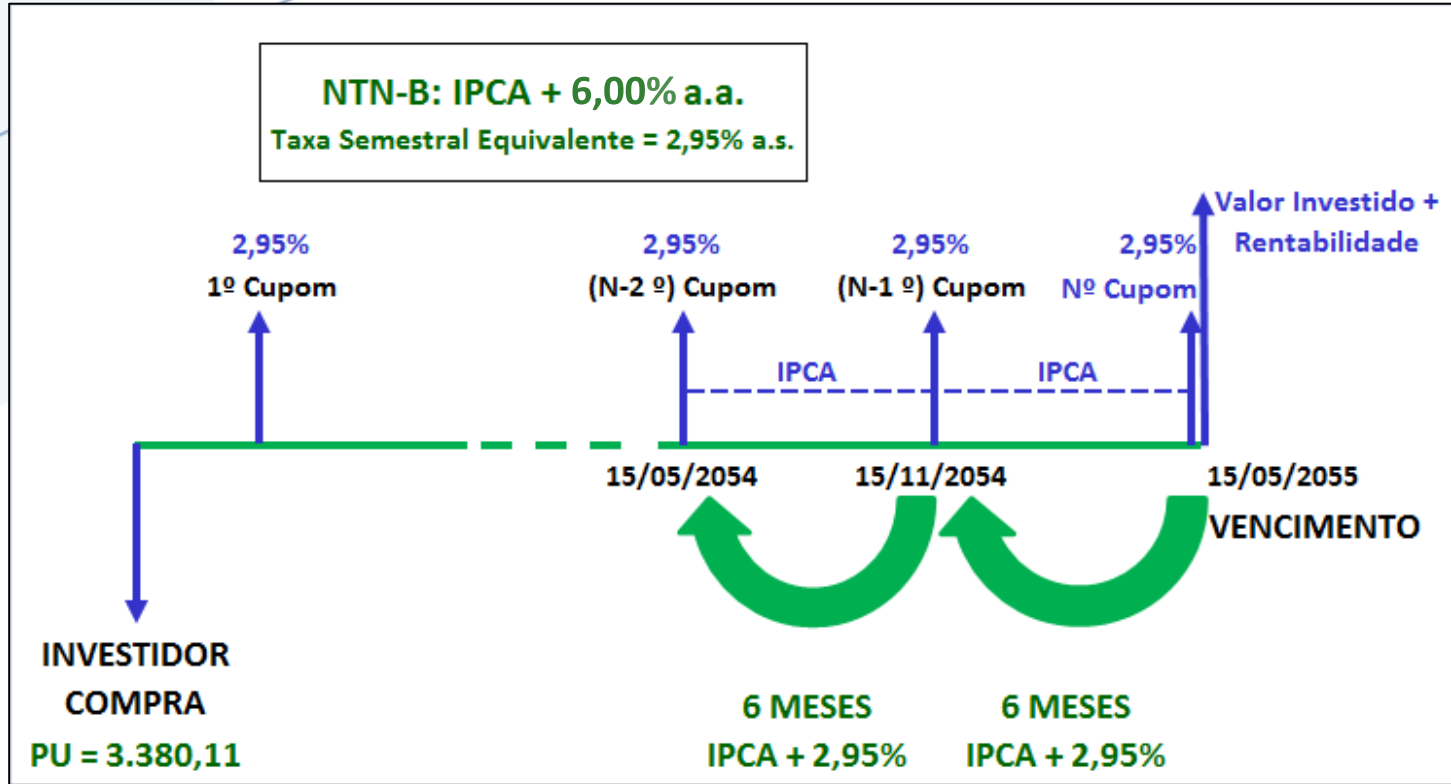 NTN-B: IPCA + 6,00% a.a.
Taxa Semestral Equivalente = 2,95% a.s.
Valor Investido +
Rentabilidade
2,95%
1º Cupom
2,95%
(N-2 º) Cupom
2,95%
(N-1 º) Cupom
2,95%
Nº Cupom
IPCA
IPCA
15/05/2054
15/11/2054
15/05/2055
VENCIMENTO
INVESTIDOR
COMPRA
PU = 3.380,11
6 MESES
IPCA + 2,95%
6 MESES
IPCA + 2,95%